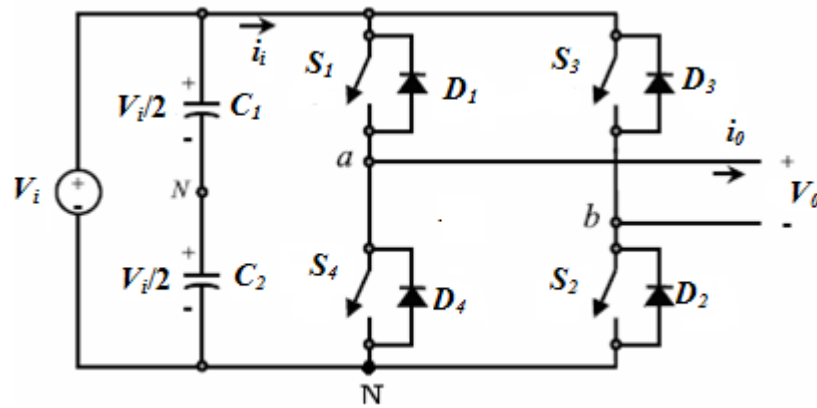 +
i_i
S_1
S_3
D_1
D_3
+
V_i/2
C_1
-
i_0
a
+
V_i
+
-
N
V_0
b
-
+
V_i/2
C_2
-
S_4
D_4
S_2
D_2
N